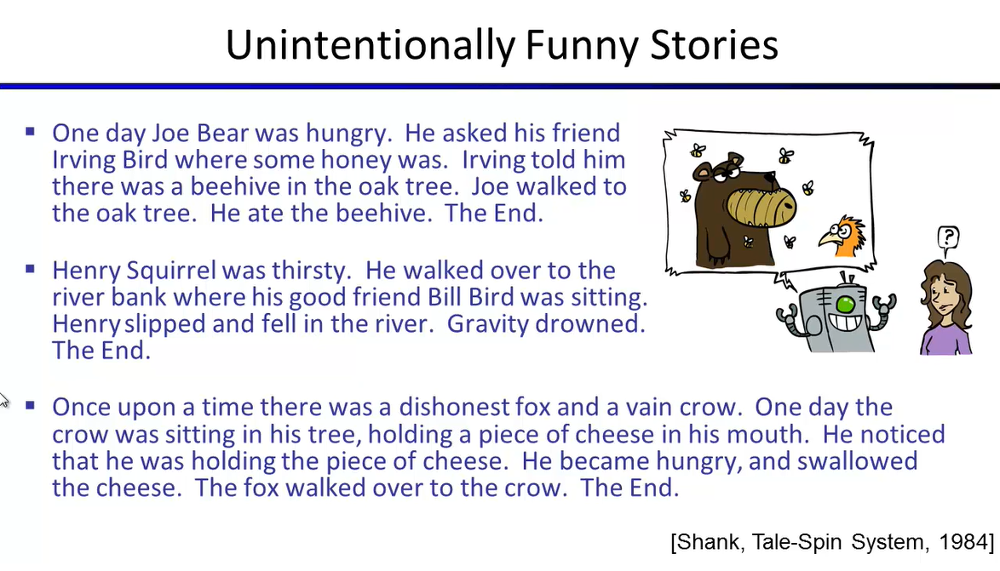 Unintentionally Funny Stories
▪ One day Joe Bear was hungry.  He asked his friend
Irving Bird where some honey was.  Irving told him
there was a beehive in the oak tree.  Joe walked to
the oak tree.  He ate the beehive.  The End.
▪ Henry Squirrel was thirsty.  He walked over to the
river bank where his good friend Bill Bird was sitting.
Henry slipped and fell in the river.  Gravity drowned.
The End.
?
▪ Once upon a time there was a dishonest fox and a vain crow.  One day the
crow was sitting in his tree, holding a piece of cheese in his mouth.  He noticed
that he was holding the piece of cheese.  He became hungry, and swallowed
the cheese.  The fox walked over to the crow.  The End.
[Shank, Tale-Spin System, 1984]